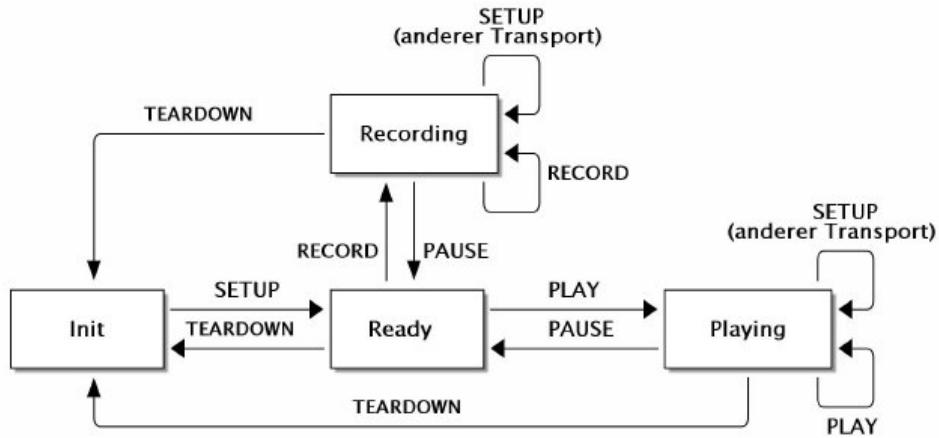 SETUP
(anderer Transport)
TEARDOWN
Recording
RECORD
RECORD
PAUSE
SETUP
(anderer Transport)
SETUP
PLAY
Init
TEARDOWN
Ready
PAUSE
Playing
TEARDOWN
PLAY